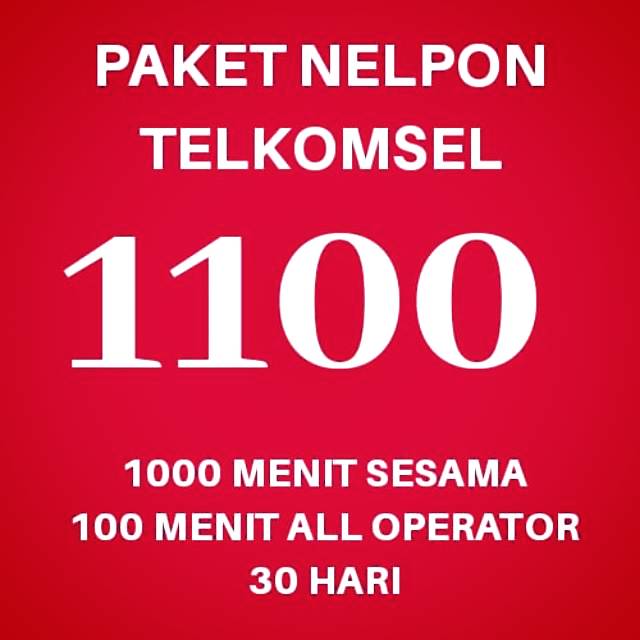 PAKET NELPON
TELKOMSEL
1100
1000 MENIT SESAMA
100 MENIT ALL OPERATOR
30 HARI